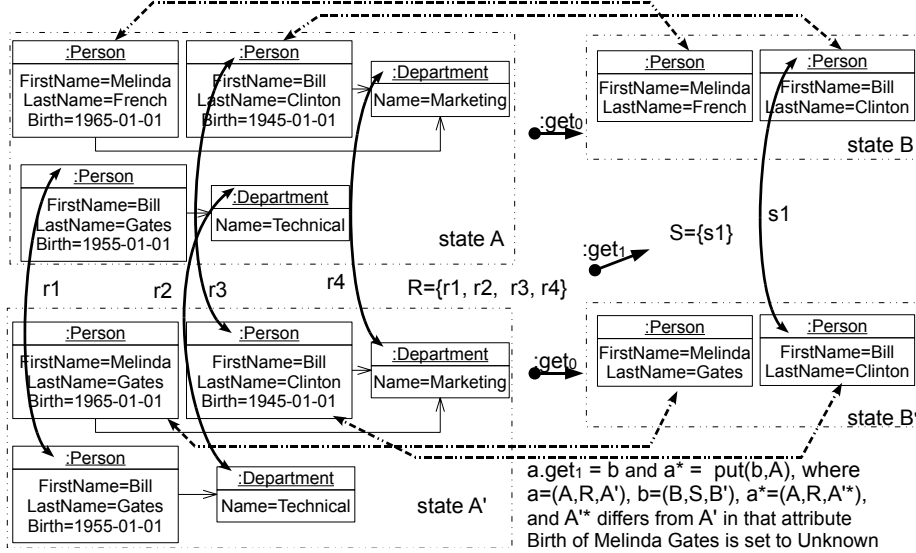 :Person
FirstName=Melinda
LastName=French
Birth=1965-01-01
:Person
FirstName=Bill
LastName=Clinton
Birth=1945-01-01
:Department
Name=Marketing
:Person
FirstName=Bill
LastName=Gates
Birth=1955-01-01
:Department
Name=Technical
state A
:get0
:Person
FirstName=Melinda
LastName=French
:Person
FirstName=Bill
LastName=Clinton
state B
r1
r2
r3
r4
R={r1, r2, r3, r4}
:get1
S={s1}
s1
:Person
FirstName=Melinda
LastName=Gates
Birth=1965-01-01
:Person
FirstName=Bill
LastName=Clinton
Birth=1945-01-01
:Department
Name=Marketing
:Person
FirstName=Bill
LastName=Gates
Birth=1955-01-01
:Department
Name=Technical
state A'
:get0
:Person
FirstName=Melinda
LastName=Gates
:Person
FirstName=Bill
LastName=Clinton
state B'
a.get1 = b and a* = put(b,A), where
a=(A,R,A'), b=(B,S,B'), a*=(A,R,A'*),
and A'* differs from A' in that attribute
Birth of Melinda Gates is set to Unknown